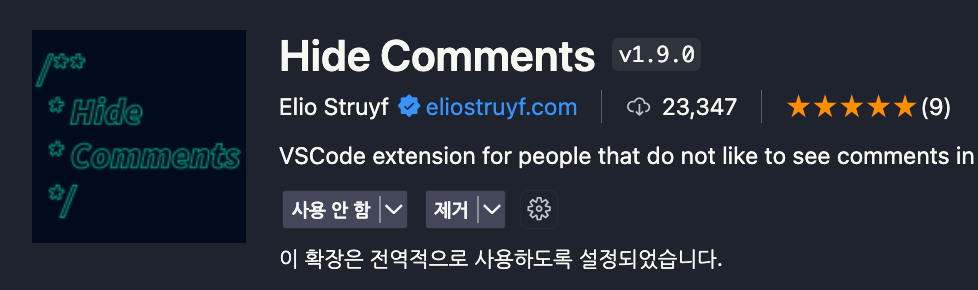 /**
* Hide
* Comments
*/
Hide Comments v1.9.0
Elio Struyf eliostruyf.com 23,347 ★★★★★(9)
VSCode extension for people that do not like to see comments in
사용 안 함 제거
이 확장은 전역적으로 사용하도록 설정되었습니다.